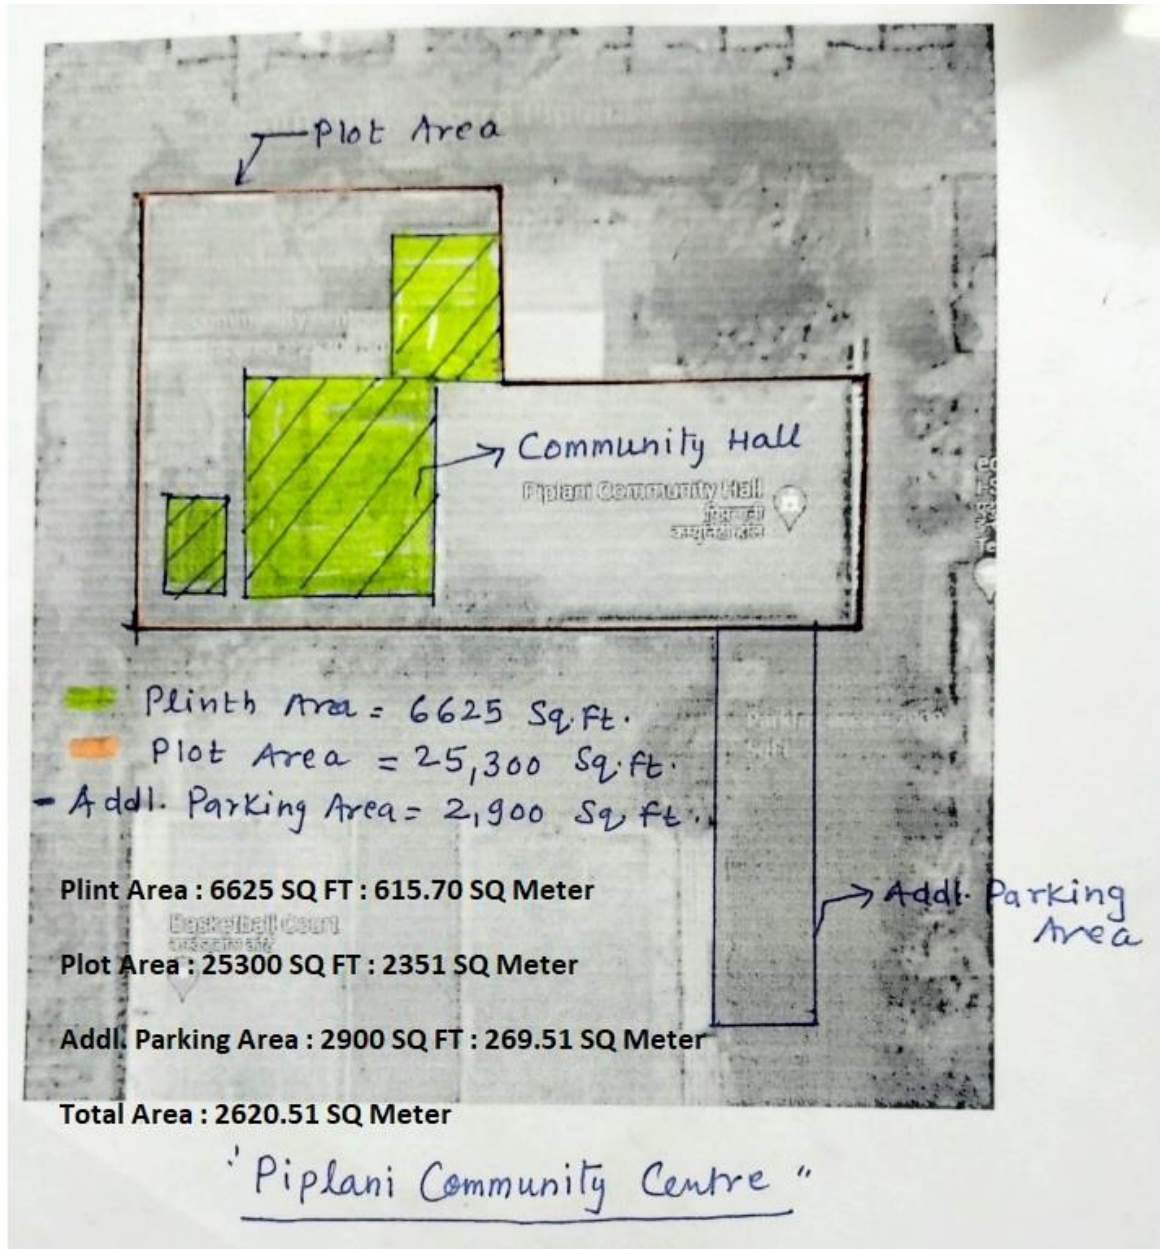 Plot Area
Community Hall
Piplani Community Hall
पिपलानी
कम्युनिटी हॉल
Plinth Area = 6625 Sq.Ft.
Plot Area = 25,300 Sq.ft.
- Addl. Parking Area = 2,900 Sq ft.
Plint Area : 6625 SQ FT : 615.70 SQ Meter
Addl. Parking Area
Basketball Court
Plot Area : 25300 SQ FT : 2351 SQ Meter
Addl. Parking Area : 2900 SQ FT : 269.51 SQ Meter
Total Area : 2620.51 SQ Meter
"Piplani Community Centre"